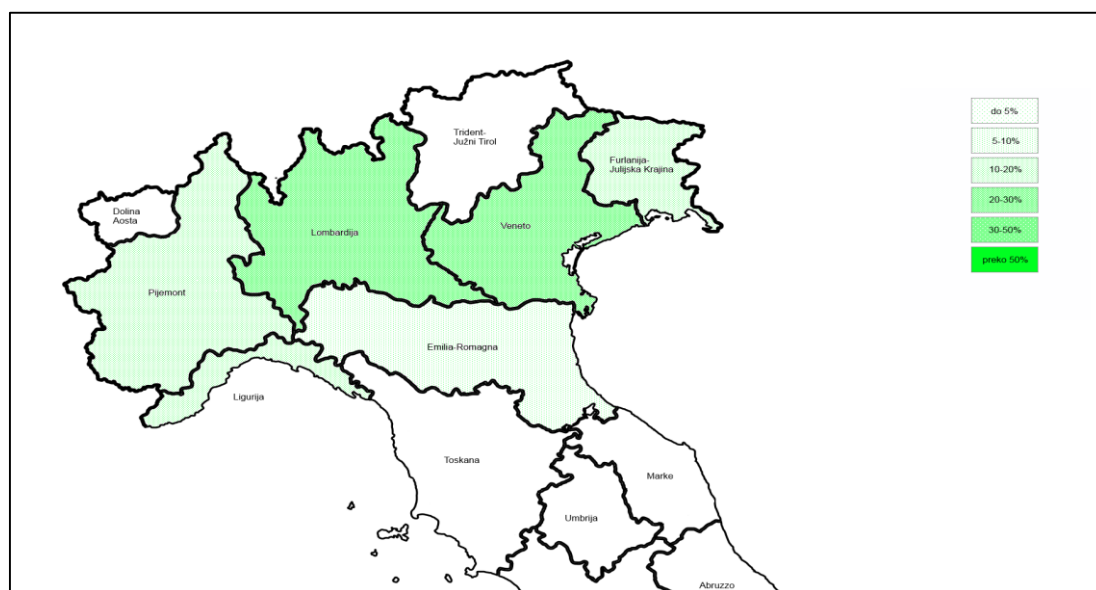 Trident-
Južni Tirol
Furlanija-
Julijska Krajina
Dolina
Aosta
Lombardija
Veneto
Pijemont
Emilia-Romagna
Ligurija
Toskana
Marke
Umbrija
Abruzzo
do 5%
5-10%
10-20%
20-30%
30-50%
preko 50%